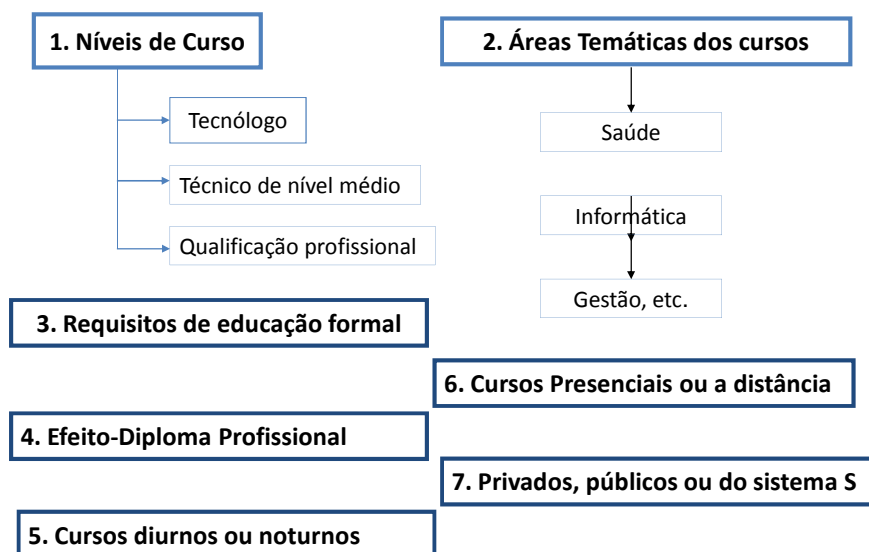 1. Níveis de Curso
Tecnólogo
Técnico de nível médio
Qualificação profissional
2. Áreas Temáticas dos cursos
Saúde
Informática
Gestão, etc.
3. Requisitos de educação formal
6. Cursos Presenciais ou a distância
4. Efeito-Diploma Profissional
7. Privados, públicos ou do sistema S
5. Cursos diurnos ou noturnos